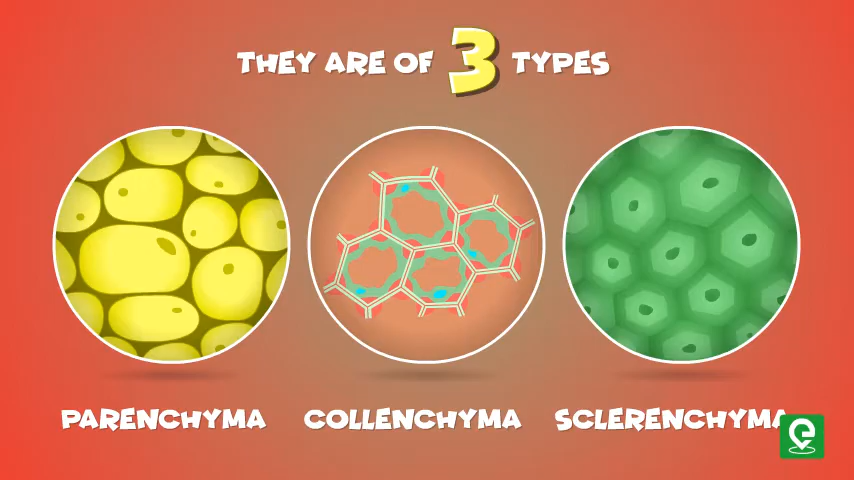 THEY ARE OF 3 TYPES
PARENCHYMA COLLENCHYMA SCLERENCHYMA